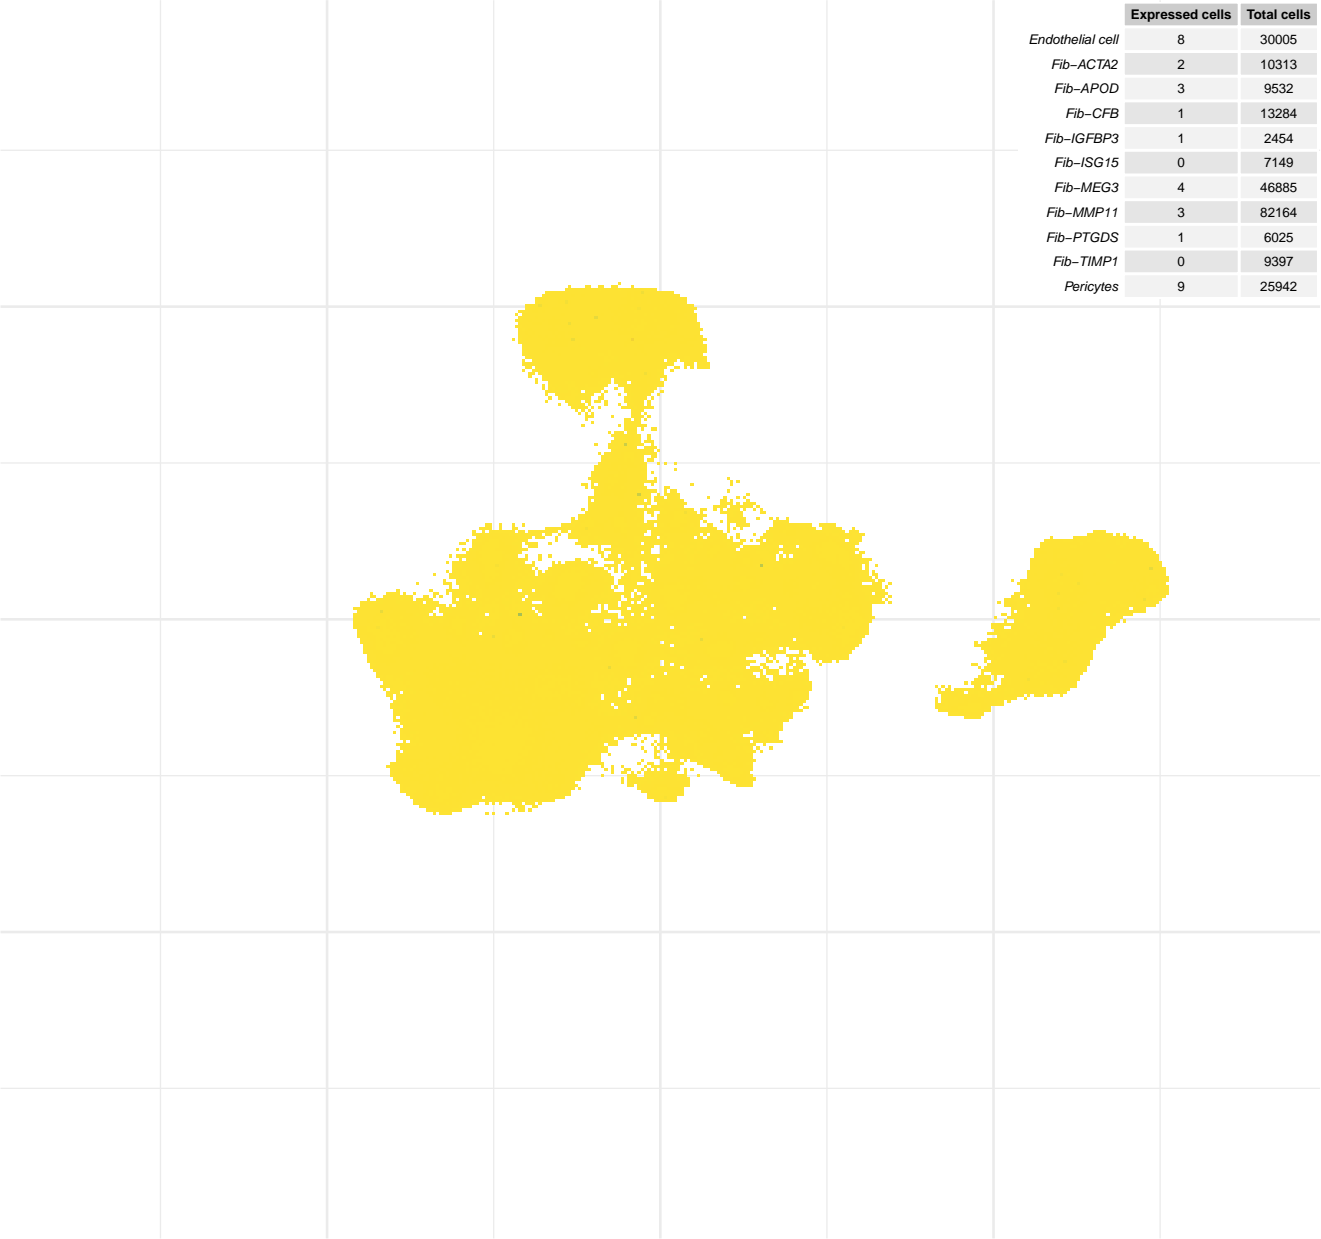 Expressed cells Total cells
Endothelial cell 8 30005
Fib−ACTA2 2 10313
Fib−APOD 3 9532
Fib−CFB 1 13284
Fib−IGFBP3 1 2454
Fib−ISG15 0 7149
Fib−MEG3 4 46885
Fib−MMP11 3 82164
Fib−PTGDS 1 6025
Fib−TIMP1 0 9397
Pericytes 9 25942